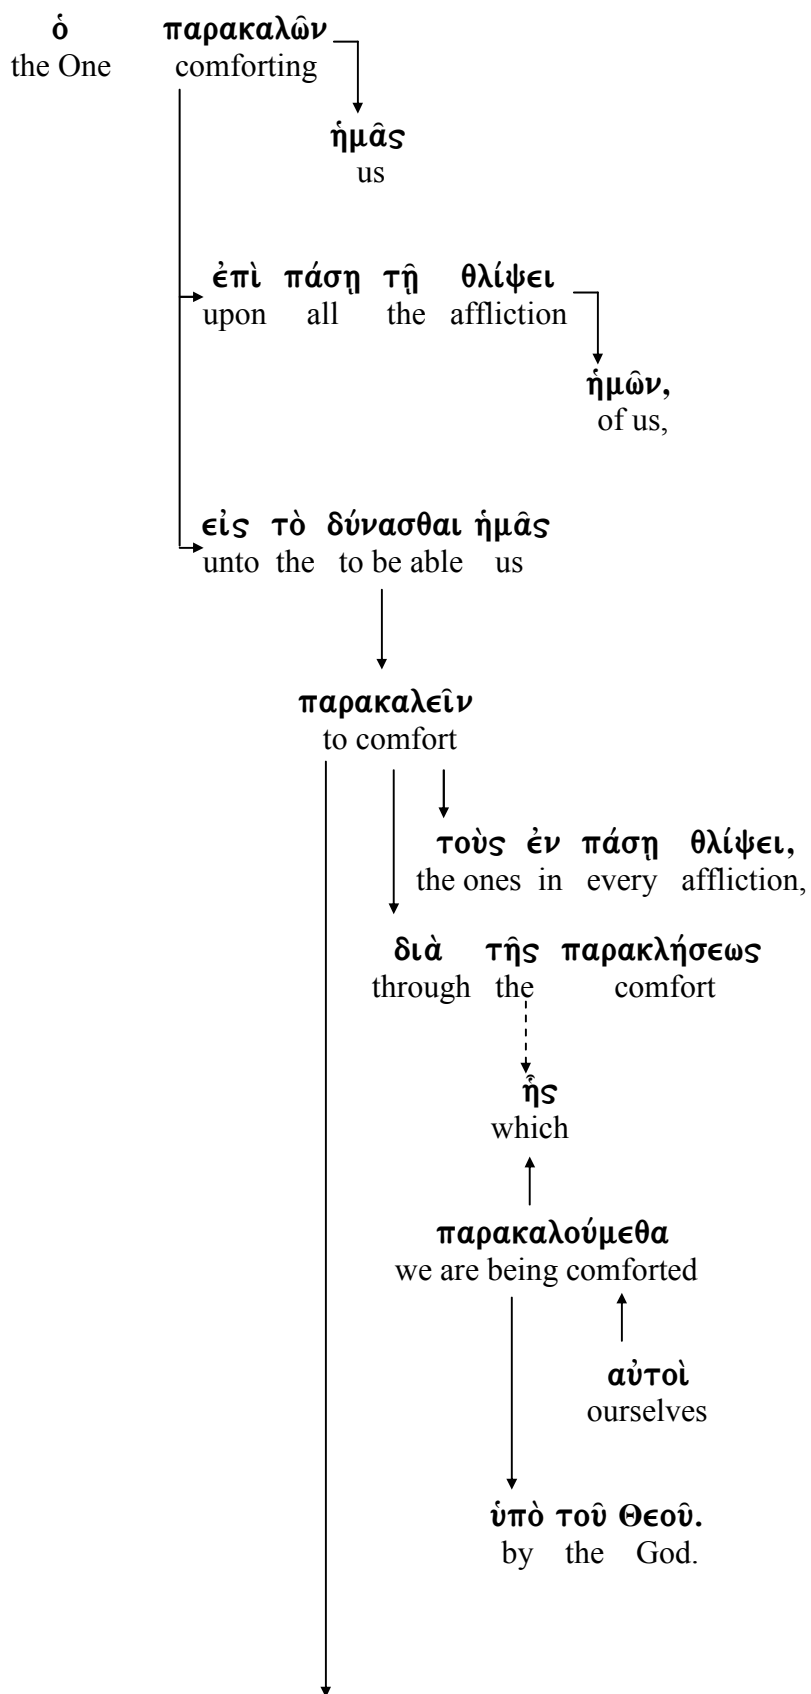 ὁ παρακαλῶν
the One comforting
ἡμᾶς
us
ἐπὶ πάσῃ τῇ θλίψει
upon all the affliction
ἡμῶν,
of us,
εἰς τὸ δύνασθαι ἡμᾶς
unto the to be able us
παρακαλεῖν
to comfort
τοὺς ἐν πάσῃ θλίψει,
the ones in every affliction,
διὰ τῆς παρακλήσεως
through the comfort
ἧς
which
παρακαλούμεθα
we are being comforted
αὐτοὶ
ourselves
ὑπὸ τοῦ Θεοῦ.
by the God.